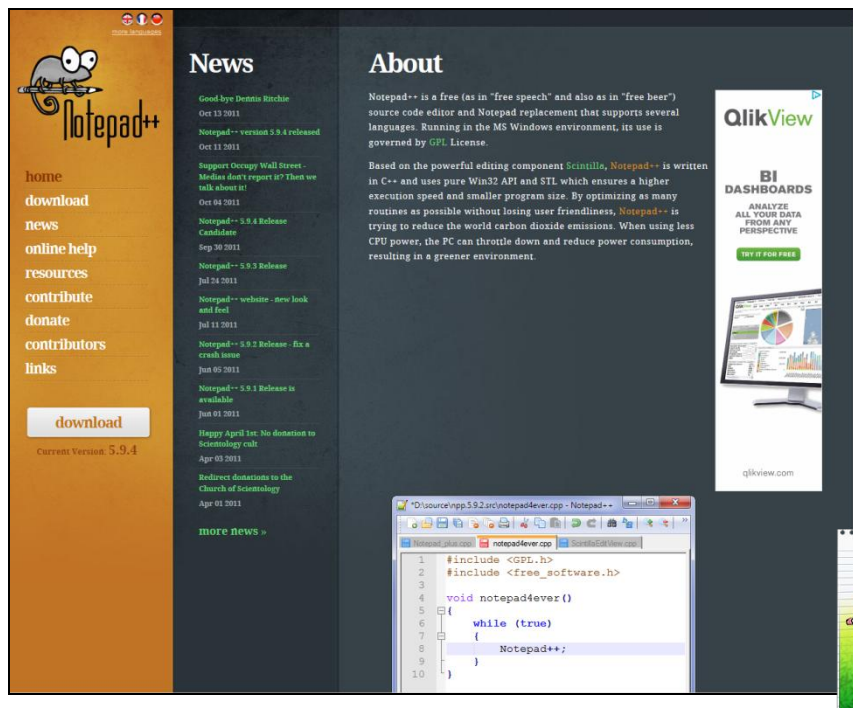 more languages
Notepad++
home
download
news
online help
resources
contribute
donate
contributors
links
download
Current Version: 5.9.4
News
Good-bye Dennis Ritchie
Oct 13 2011
Notepad++ version 5.9.4 released
Oct 11 2011
Support Occupy Wall Street -
Medias don't report it? Then we
talk about it!
Oct 04 2011
Notepad++ 5.9.4 Release
Candidate
Sep 30 2011
Notepad++ 5.9.3 Release
Jul 24 2011
Notepad++ website - new look
and feel
Jul 11 2011
Notepad++ 5.9.2 Release - fix a
crash issue
Jun 05 2011
Notepad++ 5.9.1 Release is
available
Jun 01 2011
Happy April 1st: No donation to
Scientology cult
Apr 03 2011
Redirect donations to the
Church of Scientology
Apr 01 2011
more news »
About
Notepad++ is a free (as in "free speech" and also as in "free beer")
source code editor and Notepad replacement that supports several
languages. Running in the MS Windows environment, its use is
governed by GPL License.
Based on the powerful editing component Scintilla, Notepad++ is written
in C++ and uses pure Win32 API and STL which ensures a higher
execution speed and smaller program size. By optimizing as many
routines as possible without losing user friendliness, Notepad++ is
trying to reduce the world carbon dioxide emissions. When using less
CPU power, the PC can throttle down and reduce power consumption,
resulting in a greener environment.
QlikView
BI
DASHBOARDS
ANALYZE
ALL YOUR DATA
FROM ANY
PERSPECTIVE
TRY IT FOR FREE
qlikview.com
*D:\source\npp.5.9.2.src\notepad4ever.cpp - Notepad++
Notepad_plus.cpp notepad4ever.cpp ScintillaEditView.cpp
1 #include <GPL.h>
2 #include <free_software.h>
3
4 void notepad4ever()
5 {
6 while (true)
7 {
8 Notepad++;
9 }
10 }